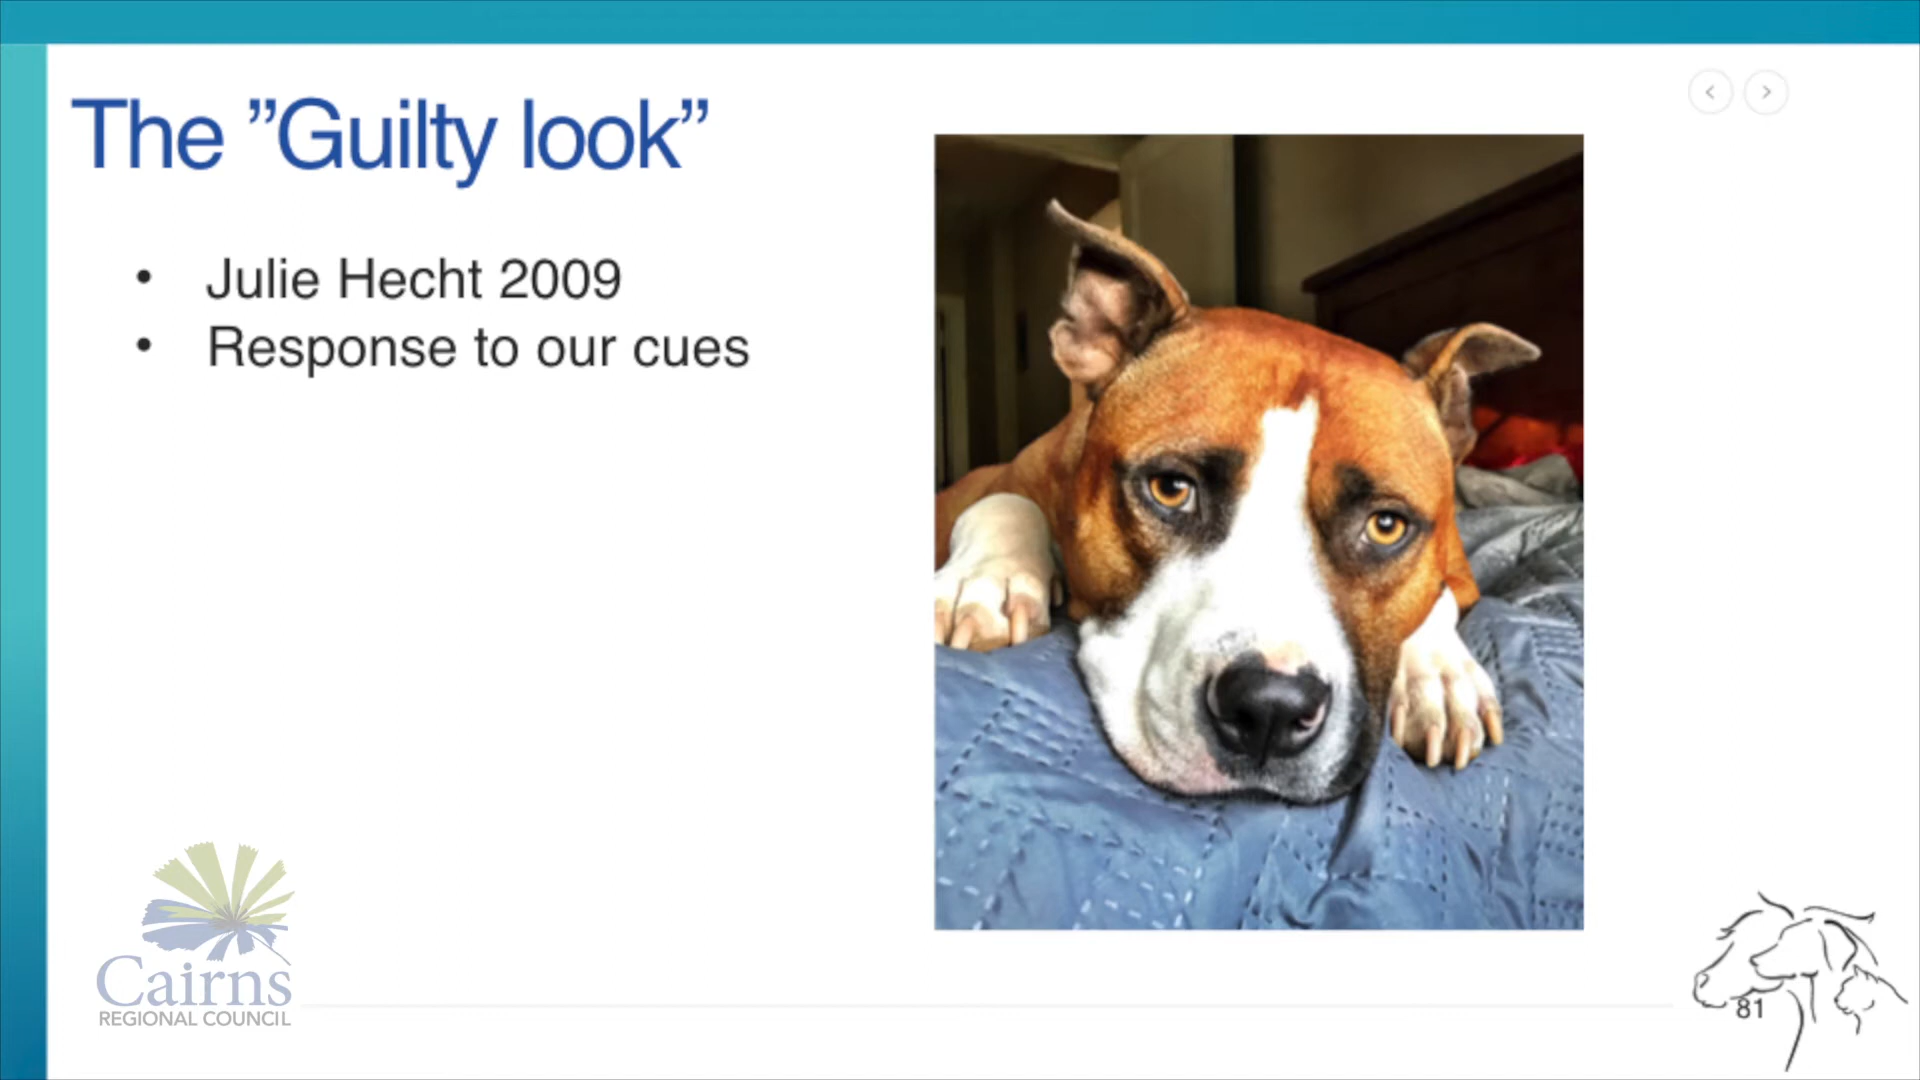 The ”Guilty look”
• Julie Hecht 2009
• Response to our cues
Cairns
REGIONAL COUNCIL
81